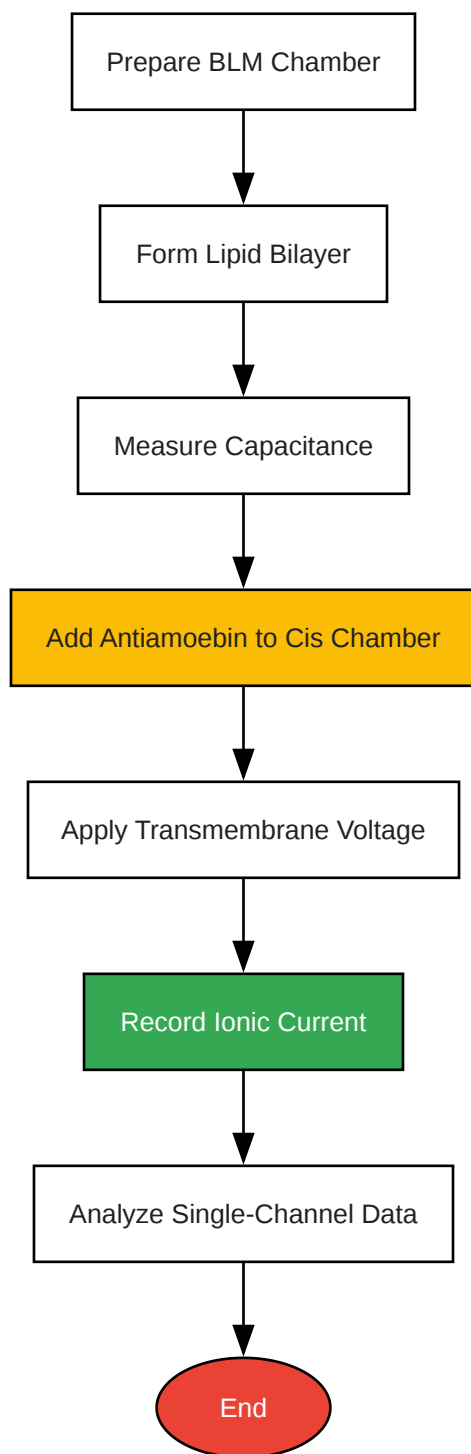 Prepare BLM Chamber
Form Lipid Bilayer
Measure Capacitance
Add Antiamoebin to Cis Chamber
Apply Transmembrane Voltage
Record Ionic Current
Analyze Single-Channel Data
End